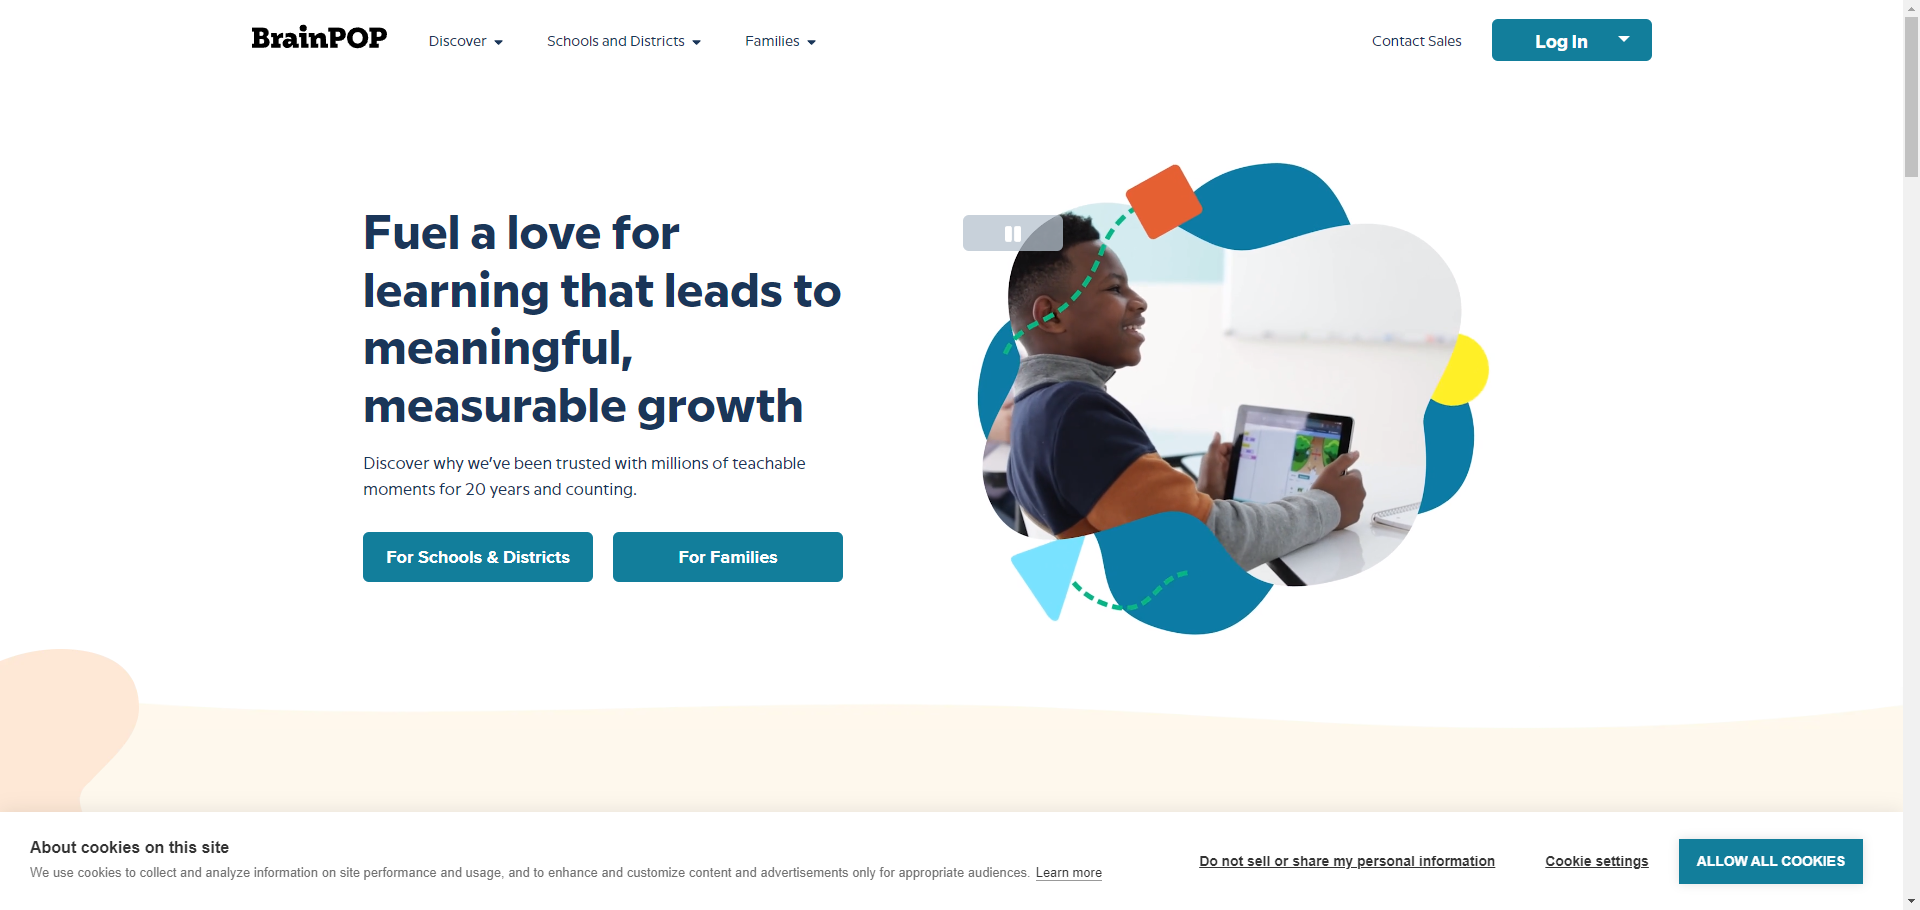 BrainPOP
Discover
Schools and Districts
Families
Contact Sales
Log In
Fuel a love for
learning that leads to
meaningful,
measurable growth
Discover why we've been trusted with millions of teachable
moments for 20 years and counting.
For Schools & Districts
For Families
About cookies on this site
We use cookies to collect and analyze information on site performance and usage, and to enhance and customize content and advertisements only for appropriate audiences. Learn more
Do not sell or share my personal information
Cookie settings
ALLOW ALL COOKIES